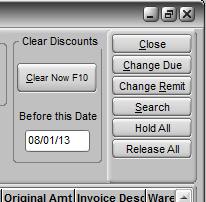 Clear Discounts
Clear Now F10
Before this Date
08/01/13
Close
Change Due
Change Remit
Search
Hold All
Release All
Original Amt Invoice Desc Ware